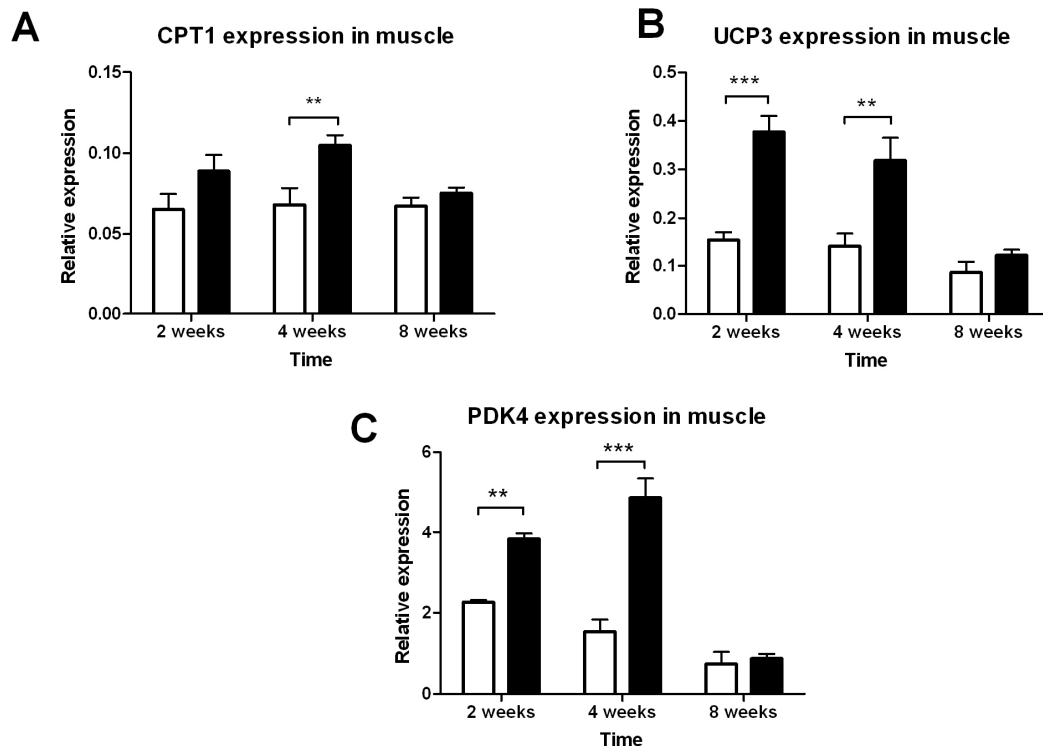 A
CPT1 expression in muscle
0.15
0.10
0.05
0.00
Relative expression
**
2 weeks 4 weeks 8 weeks
Time
B
UCP3 expression in muscle
0.5
0.4
0.3
0.2
0.1
0.0
Relative expression
***
**
2 weeks 4 weeks 8 weeks
Time
C
PDK4 expression in muscle
6
4
2
0
Relative expression
**
***
2 weeks 4 weeks 8 weeks
Time